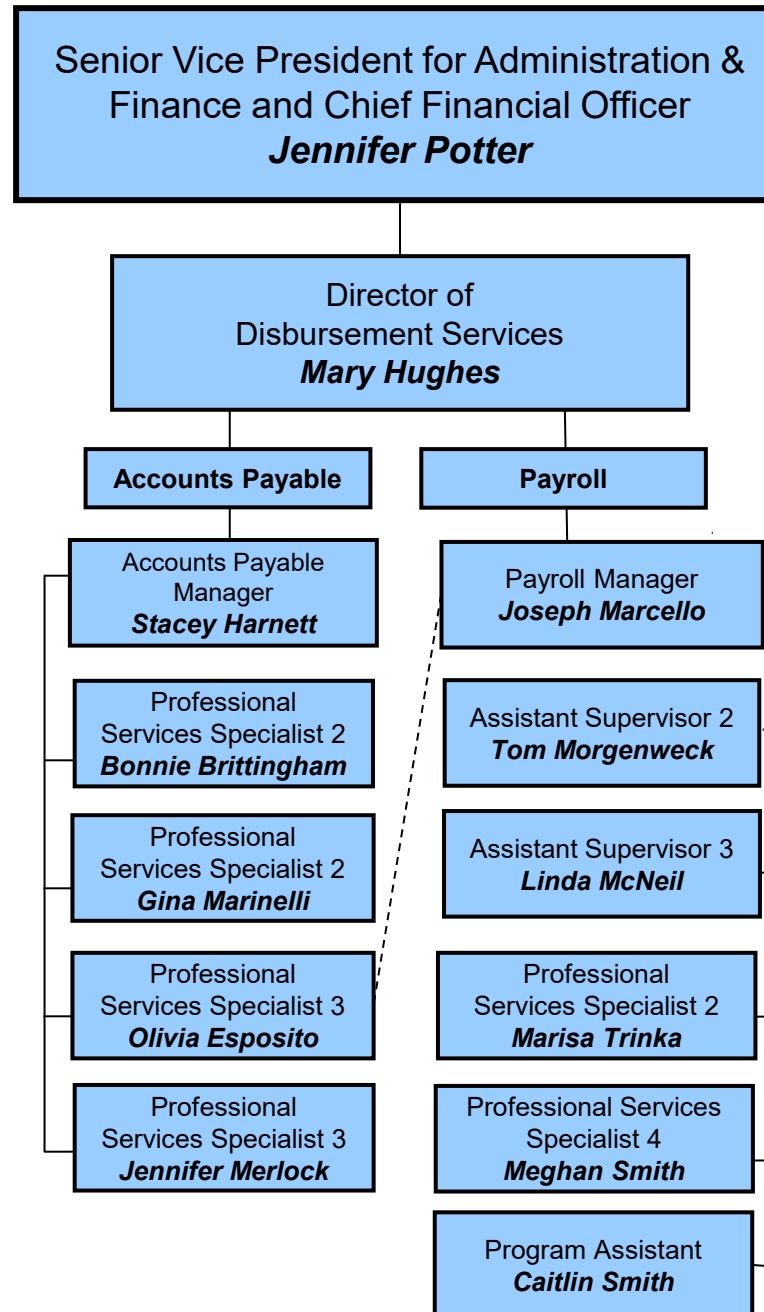 Senior Vice President for Administration &
Finance and Chief Financial Officer
Jennifer Potter
Director of
Disbursement Services
Mary Hughes
Accounts Payable
Payroll
Accounts Payable
Manager
Stacey Harnett
Professional
Services Specialist 2
Bonnie Brittingham
Professional
Services Specialist 2
Gina Marinelli
Professional
Services Specialist 3
Olivia Esposito
Professional
Services Specialist 3
Jennifer Merlock
Payroll Manager
Joseph Marcello
Assistant Supervisor 2
Tom Morgenweck
Assistant Supervisor 3
Linda McNeil
Professional
Services Specialist 2
Marisa Trinka
Professional Services
Specialist 4
Meghan Smith
Program Assistant
Caitlin Smith